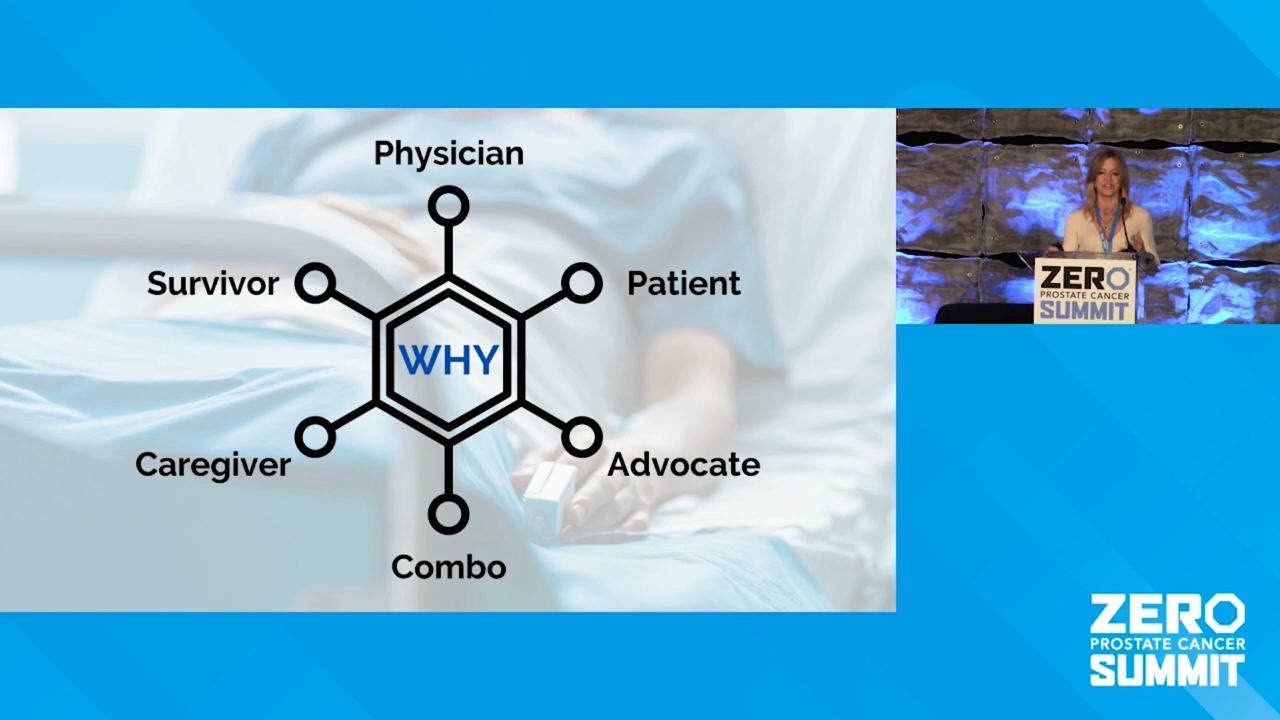 Physician
Survivor
Patient
WHY
Caregiver
Advocate
Combo
ZERO
PROSTATE CANCER
SUMMIT
ZERO
PROSTATE CANCER
SUMMIT